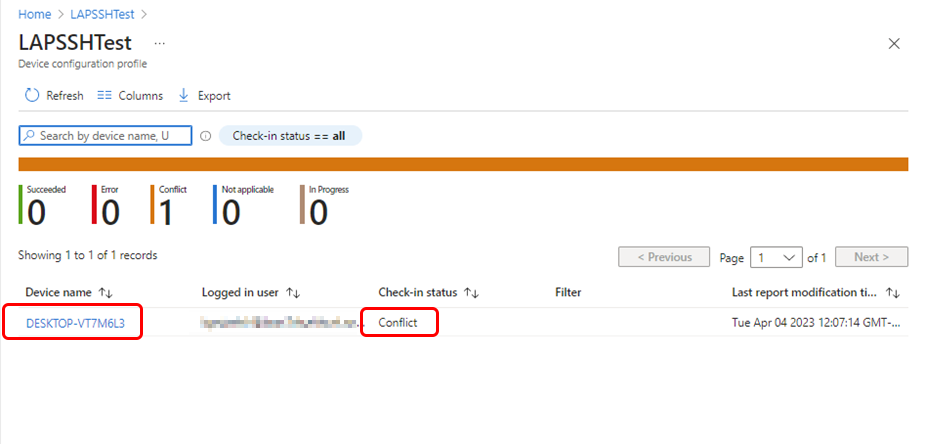 Home > LAPSSHTest >
LAPSSHTest ...
Device configuration profile
Refresh Columns Export
Search by device name, U Check-in status == all
Succeeded Error Conflict Not applicable In Progress
0 0 1 0 0
Showing 1 to 1 of 1 records < Previous Page 1 of 1 Next >
Device name ↑↓ Logged in user ↑↓ Check-in status ↑↓ Filter Last report modification ti... ↑↓
DESKTOP-VT7M6L3 Conflict Tue Apr 04 2023 12:07:14 GMT-...